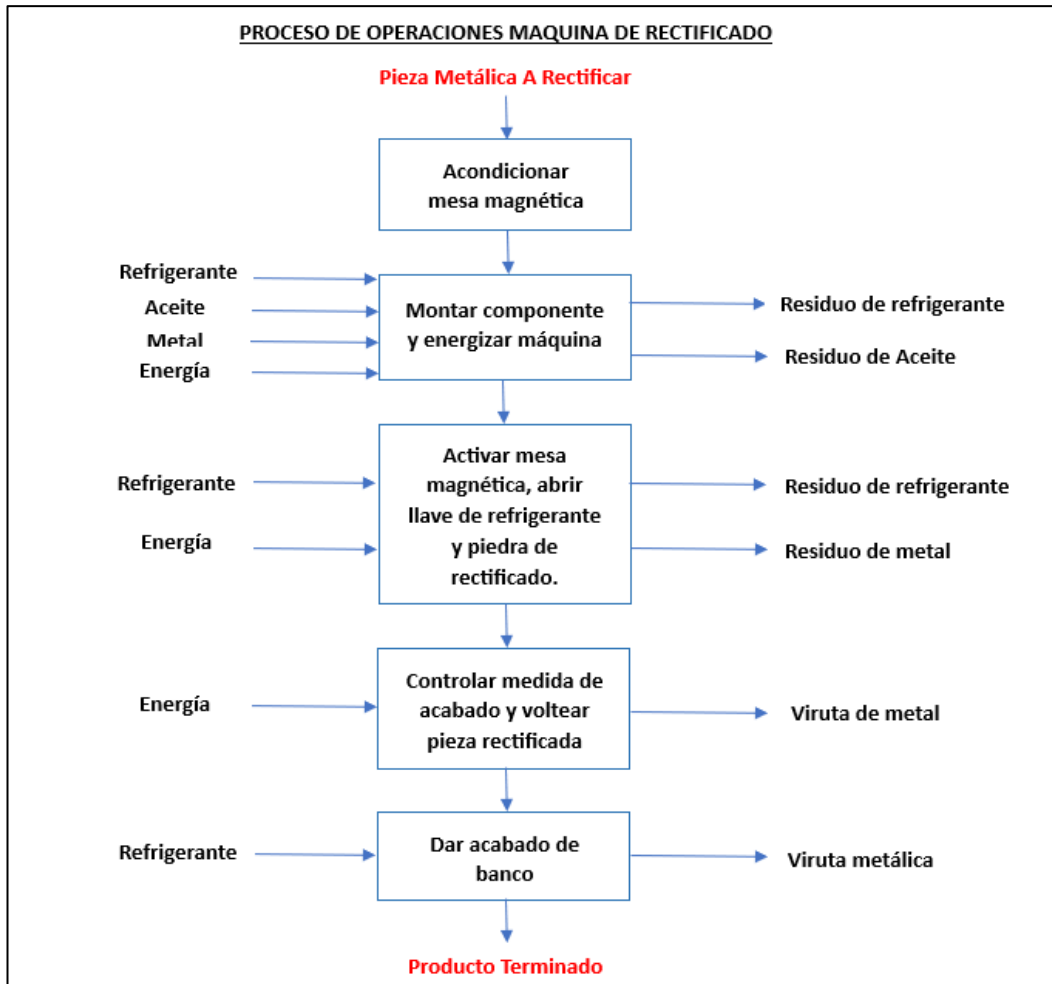 PROCESO DE OPERACIONES MAQUINA DE RECTIFICADO
Pieza Metálica A Rectificar
Acondicionar
mesa magnética
Refrigerante
Aceite
Metal
Energía
Montar componente
y energizar máquina
Residuo de refrigerante
Residuo de Aceite
Refrigerante
Energía
Activar mesa
magnética, abrir
llave de refrigerante
y piedra de
rectificado.
Residuo de refrigerante
Residuo de metal
Energía
Controlar medida de
acabado y voltear
pieza rectificada
Viruta de metal
Refrigerante
Dar acabado de
banco
Viruta metálica
Producto Terminado